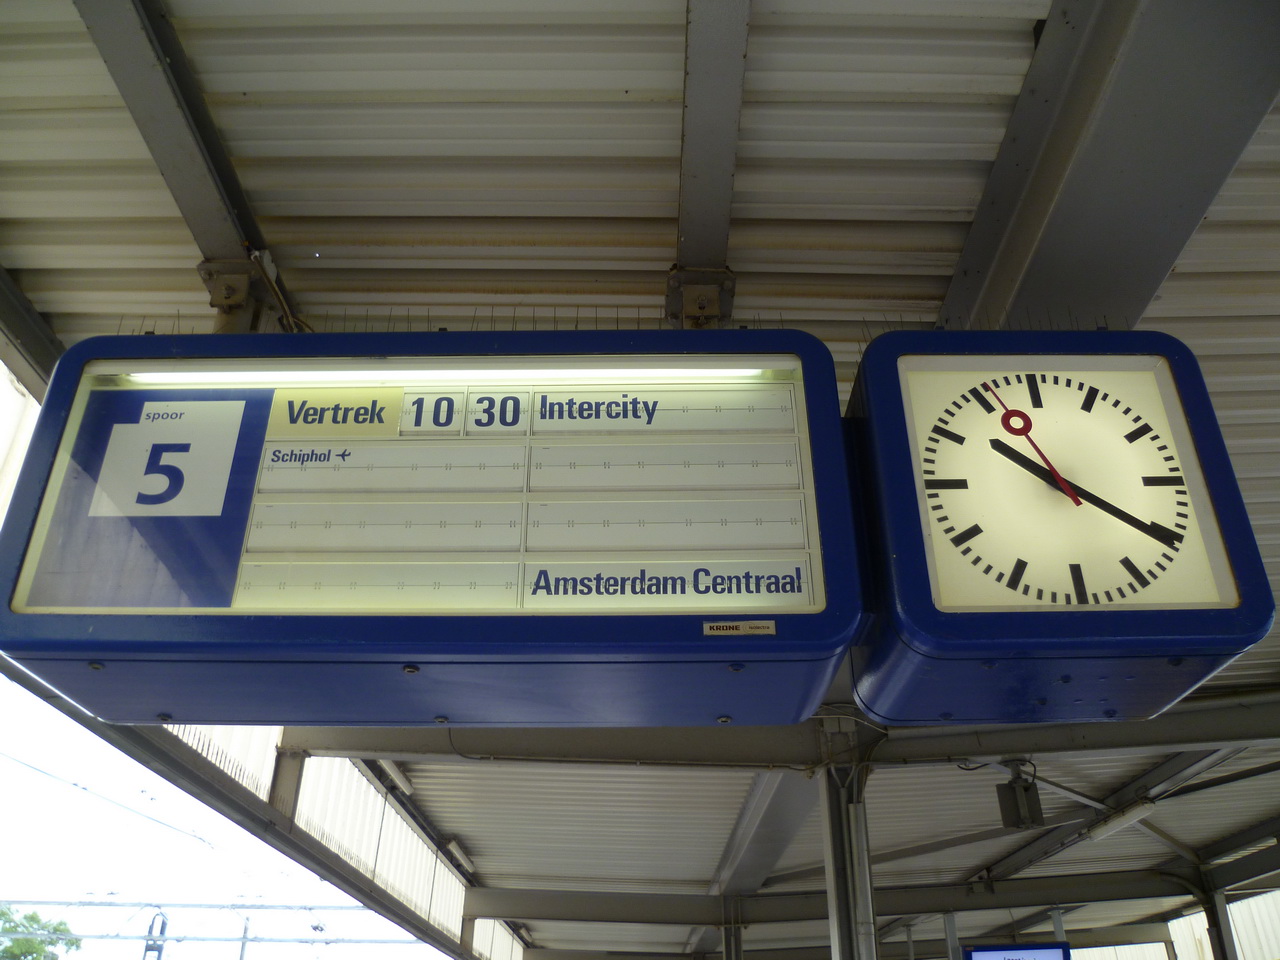 spoor
5
Vertrek 10 30 Intercity
Schiphol
Amsterdam Centraal
KRONE